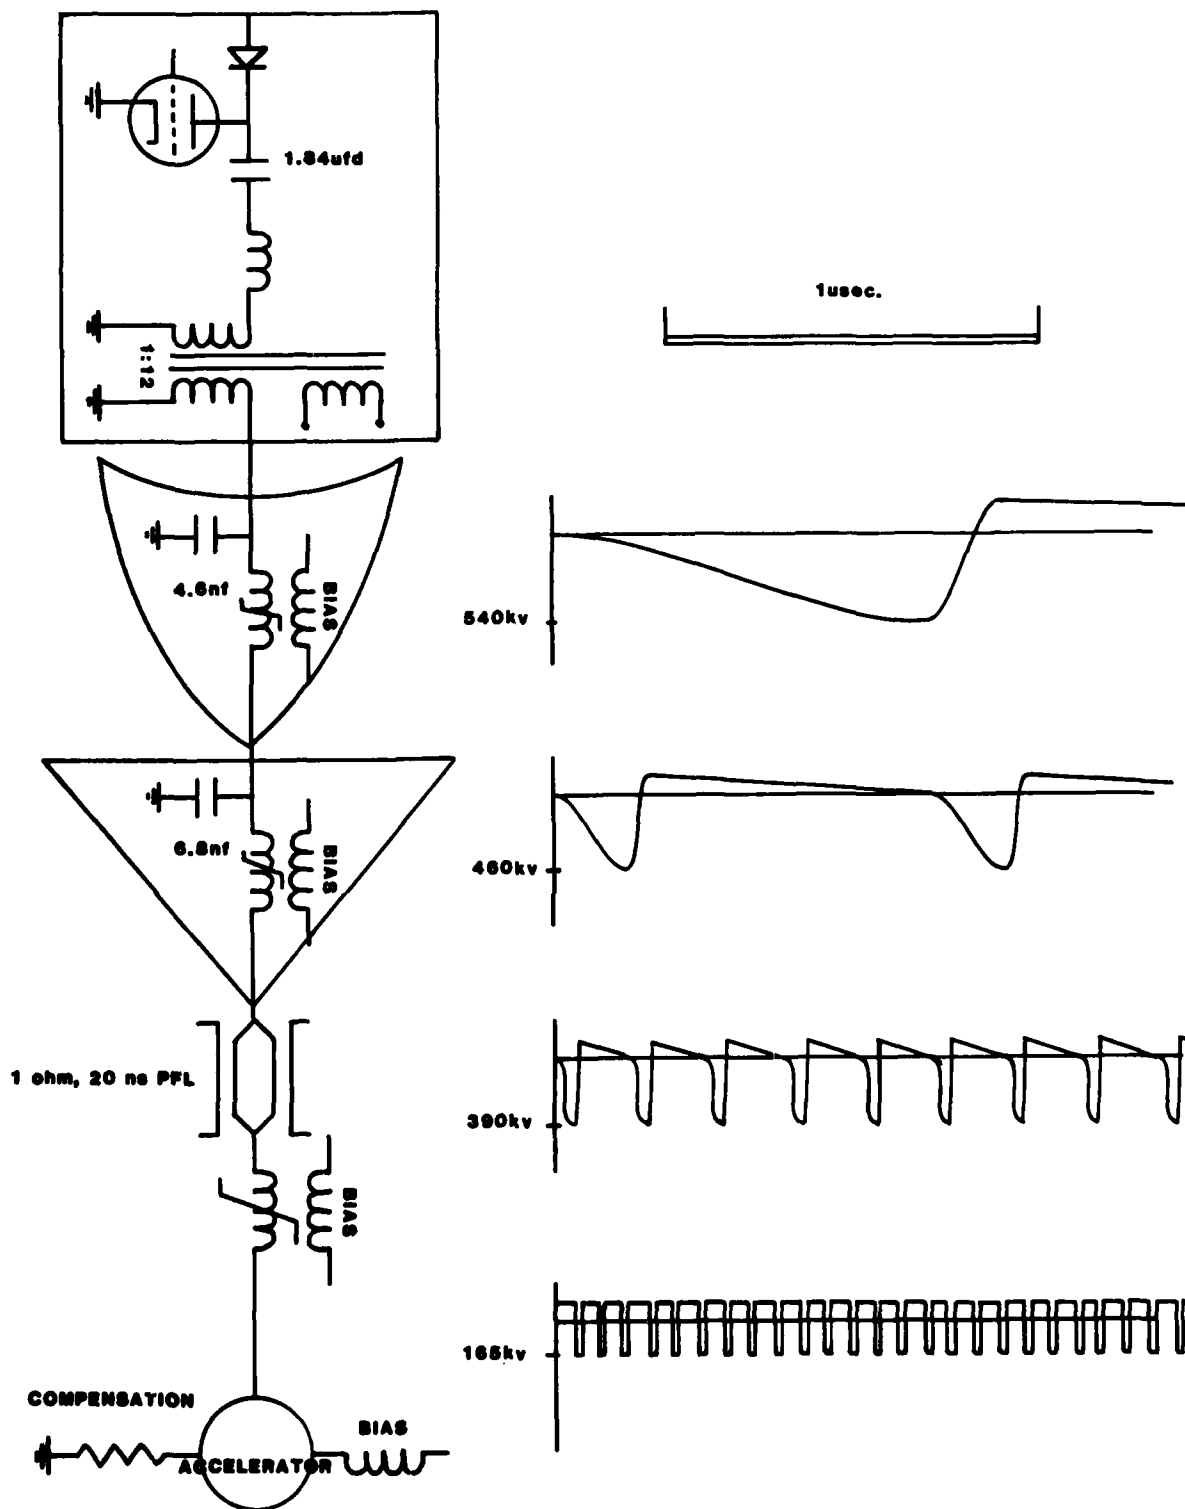 1.84ufd
1usec.
1:12
4.6nf
BIAS
540kv
6.8nf
BIAS
460kv
1 ohm, 20 ns PFL
390kv
BIAS
165kv
COMPENSATION
BIAS
ACCELERATOR